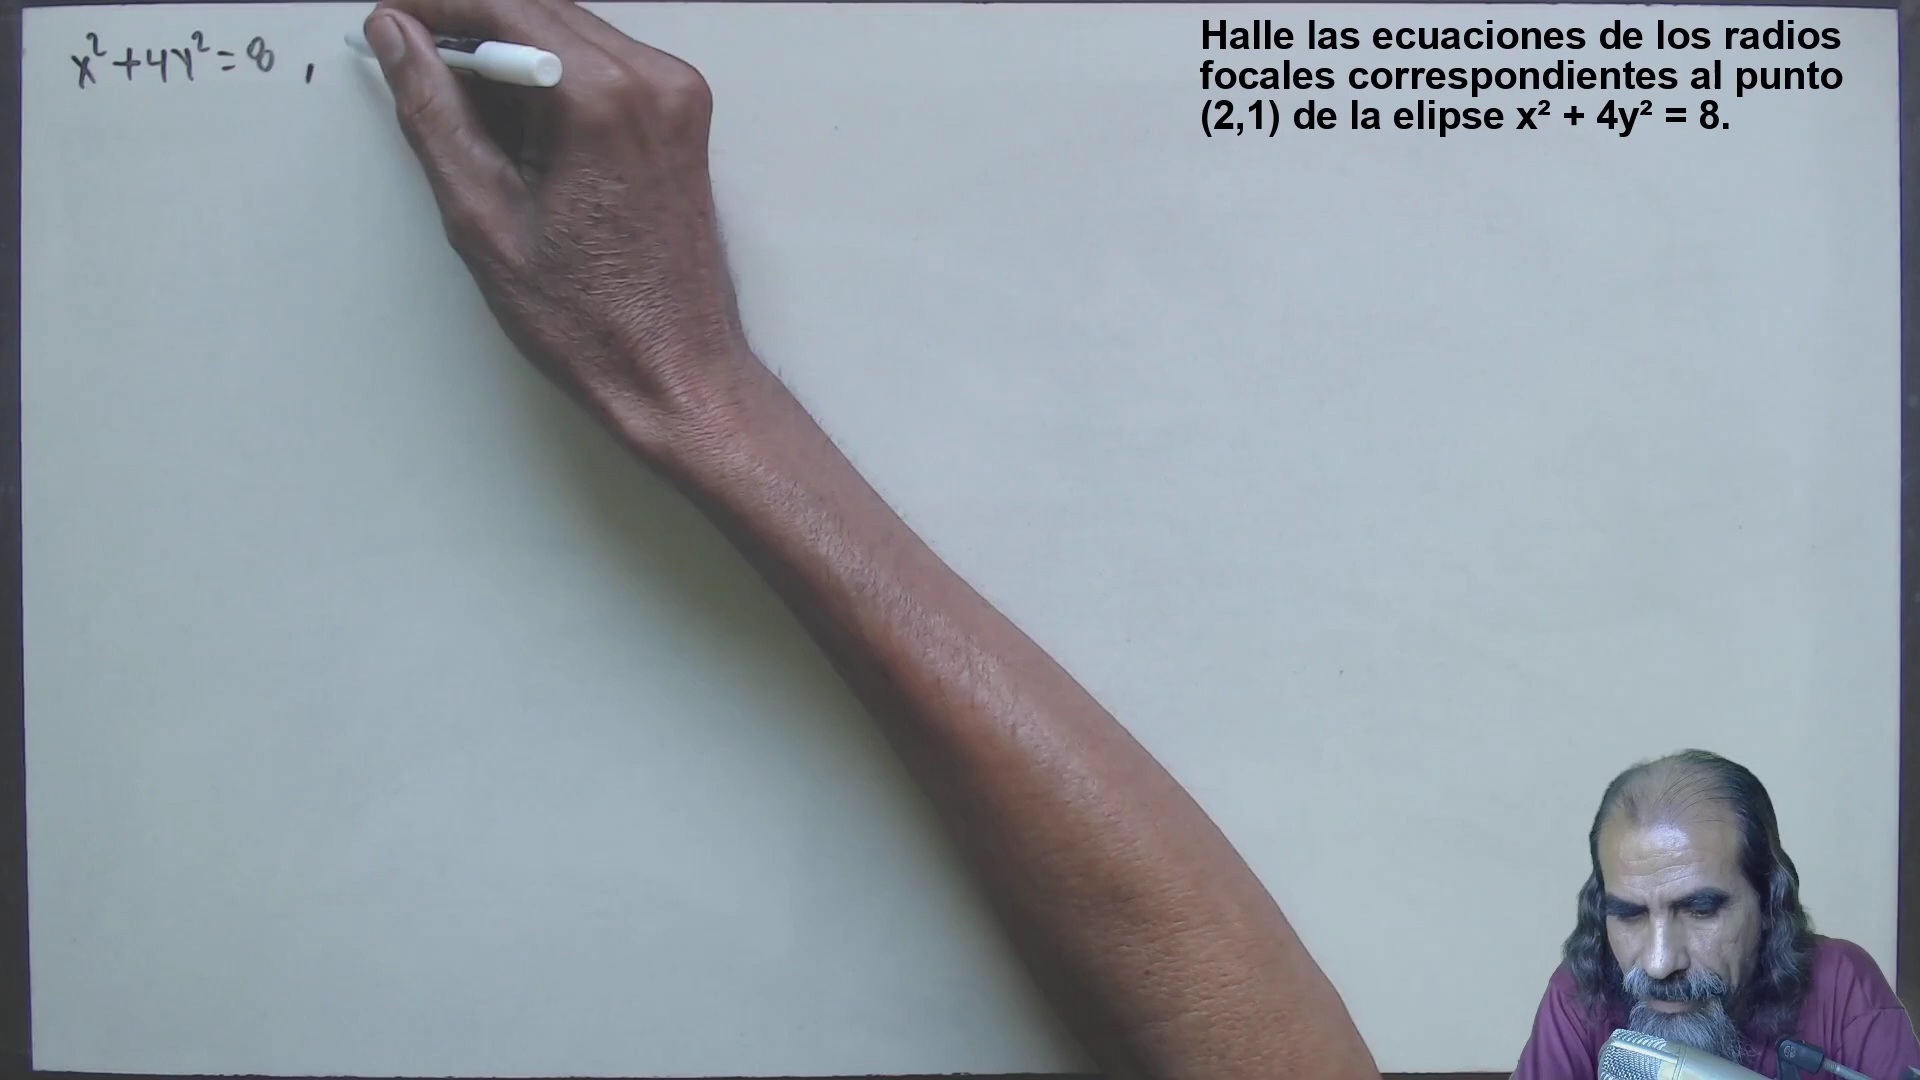 x² + 4y² = 8 ,
Halle las ecuaciones de los radios
focales correspondientes al punto
(2,1) de la elipse x² + 4y² = 8.